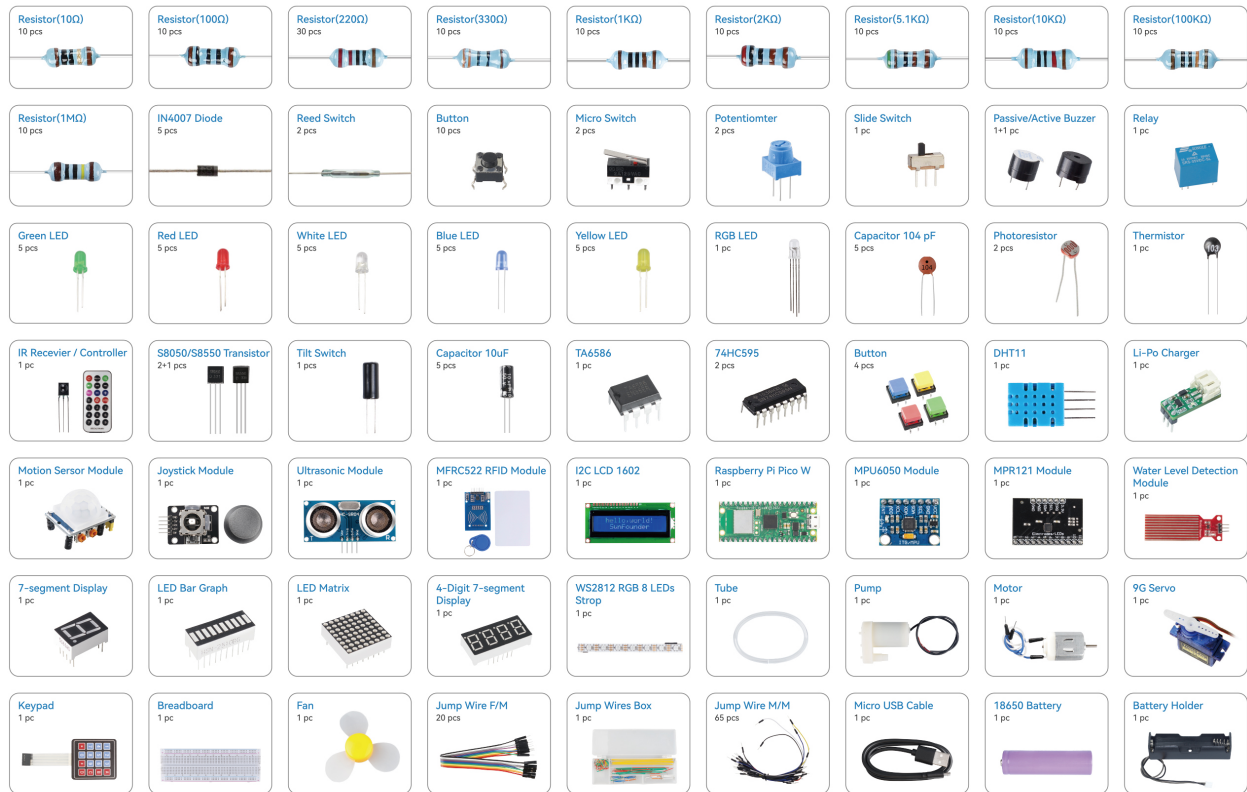 Resistor(10Ω)
10 pcs
Resistor(100Ω)
10 pcs
Resistor(220Ω)
30 pcs
Resistor(330Ω)
10 pcs
Resistor(1KΩ)
10 pcs
Resistor(2KΩ)
10 pcs
Resistor(5.1KΩ)
10 pcs
Resistor(10KΩ)
10 pcs
Resistor(100KΩ)
10 pcs
Resistor(1MΩ)
10 pcs
IN4007 Diode
5 pcs
Reed Switch
2 pcs
Button
10 pcs
Micro Switch
2 pcs
Potentiomter
2 pcs
Slide Switch
1 pc
Passive/Active Buzzer
1+1 pc
Relay
1 pc
Green LED
5 pcs
Red LED
5 pcs
White LED
5 pcs
Blue LED
5 pcs
Yellow LED
5 pcs
RGB LED
1 pc
Capacitor 104 pF
5 pcs
104
Photoresistor
2 pcs
Thermistor
1 pc
103
IR Recevier / Controller
1 pc
S8050/S8550 Transistor
2+1 pcs
Tilt Switch
1 pcs
Capacitor 10uF
5 pcs
TA6586
1 pc
74HC595
2 pcs
Button
4 pcs
DHT11
1 pc
Li-Po Charger
1 pc
Motion Sersor Module
1 pc
Joystick Module
1 pc
Ultrasonic Module
1 pc
HC-SR04
MFRC522 RFID Module
1 pc
I2C LCD 1602
1 pc
hello,world!
SunFounder
Raspberry Pi Pico W
1 pc
MPU6050 Module
1 pc
MPR121 Module
1 pc
Water Level Detection
Module
1 pc
7-segment Display
1 pc
LED Bar Graph
1 pc
LED Matrix
1 pc
4-Digit 7-segment
Display
1 pc
WS2812 RGB 8 LEDs
Strop
1 pc
Tube
1 pc
Pump
1 pc
Motor
1 pc
9G Servo
1 pc
Keypad
1 pc
Breadboard
1 pc
Fan
1 pc
Jump Wire F/M
20 pcs
Jump Wires Box
1 pc
Jump Wire M/M
65 pcs
Micro USB Cable
1 pc
18650 Battery
1 pc
Battery Holder
1 pc